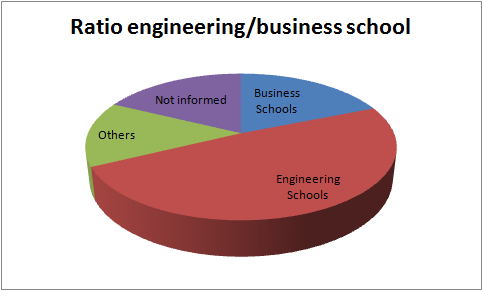 Ratio engineering/business school
Not informed
Business
Schools
Others
Engineering
Schools